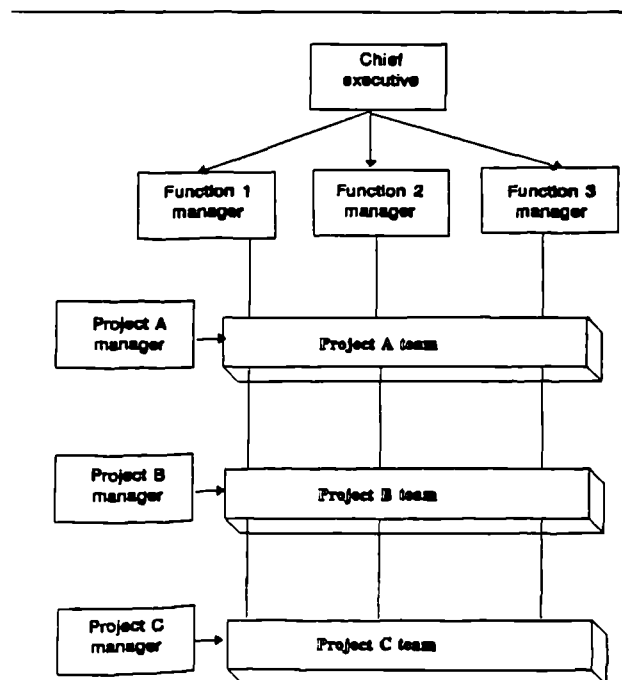 Chief
executive
Function 1
manager
Function 2
manager
Function 3
manager
Project A
manager
Project A team
Project B
manager
Project B team
Project C
manager
Project C team